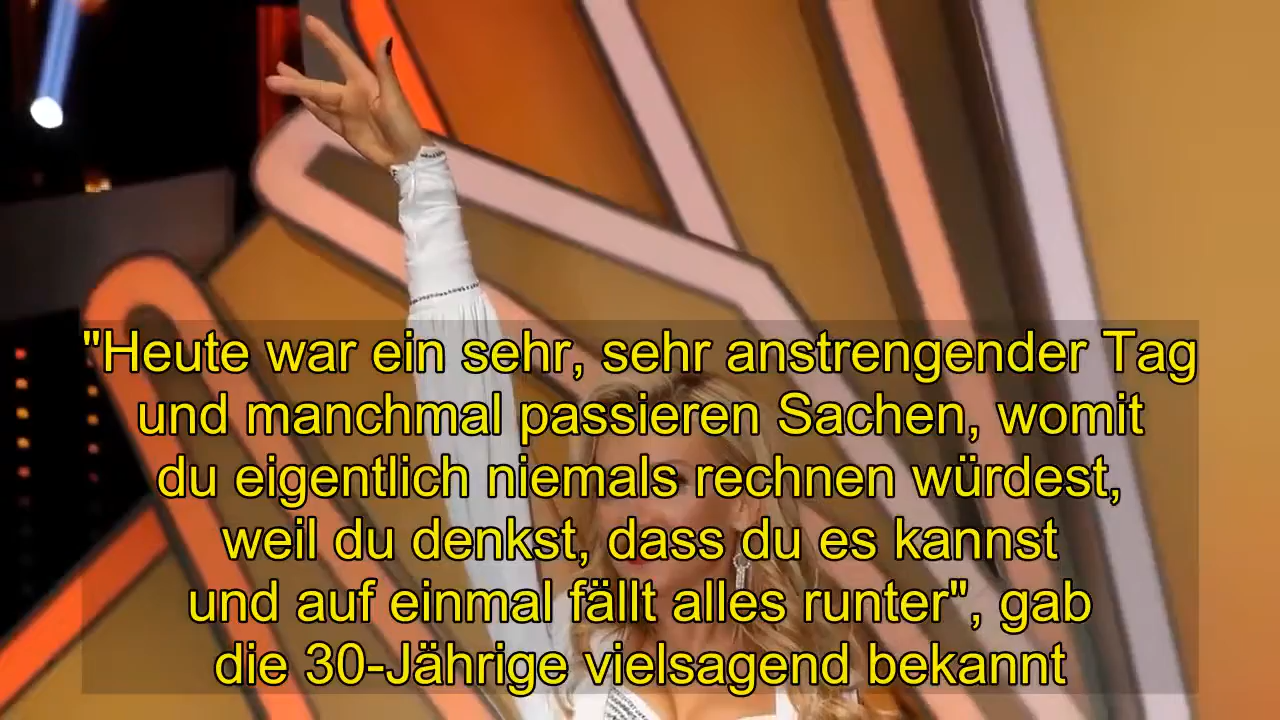 "Heute war ein sehr, sehr anstrengender Tag
und manchmal passieren Sachen, womit
du eigentlich niemals rechnen würdest,
weil du denkst, dass du es kannst
und auf einmal fällt alles runter", gab
die 30-Jährige vielsagend bekannt